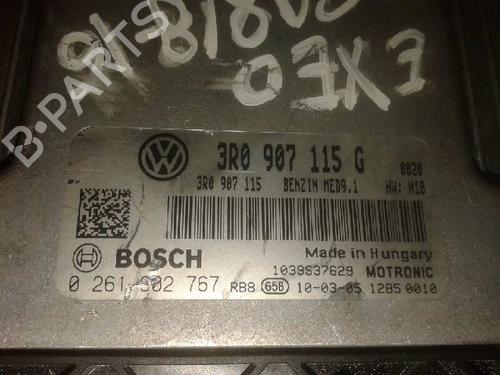 B-PARTS
EXEO
3R0 907 115 G 0020
3R0 907 115 BENZIN MED9.1 HW: H18
BOSCH Made in Hungary
1039S37629 MOTRONIC
0 261 S02 767 RB8 65B 10-03-05 1285 0010